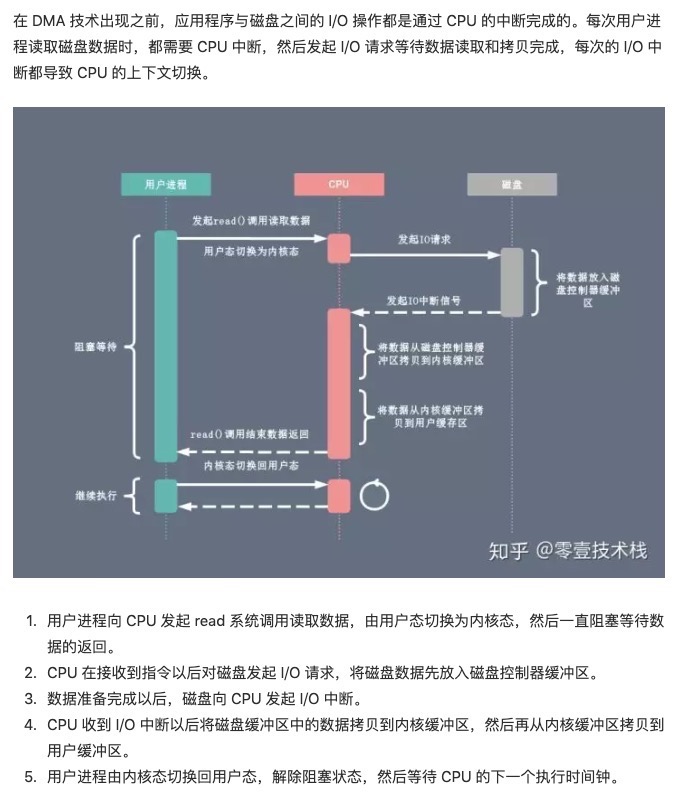 在 DMA 技术出现之前，应用程序与磁盘之间的 I/O 操作都是通过 CPU 的中断完成的。每次用户进
程读取磁盘数据时，都需要 CPU 中断，然后发起 I/O 请求等待数据读取和拷贝完成，每次的 I/O 中
断都导致 CPU 的上下文切换。
用户进程
CPU
磁盘
发起read()调用读取数据
用户态切换为内核态
发起IO请求
将数据放入磁
盘控制器缓冲
区
发起IO中断信号
阻塞等待
将数据从磁盘控制器缓
冲区拷贝到内核缓冲区
将数据从内核缓冲区拷
贝到用户缓存区
read()调用结束数据返回
内核态切换回用户态
继续执行
知乎 @零壹技术栈
1. 用户进程向 CPU 发起 read 系统调用读取数据，由用户态切换为内核态，然后一直阻塞等待数
据的返回。
2. CPU 在接收到指令以后对磁盘发起 I/O 请求，将磁盘数据先放入磁盘控制器缓冲区。
3. 数据准备完成以后，磁盘向 CPU 发起 I/O 中断。
4. CPU 收到 I/O 中断以后将磁盘缓冲区中的数据拷贝到内核缓冲区，然后再从内核缓冲区拷贝到
用户缓冲区。
5. 用户进程由内核态切换回用户态，解除阻塞状态，然后等待 CPU 的下一个执行时间钟。